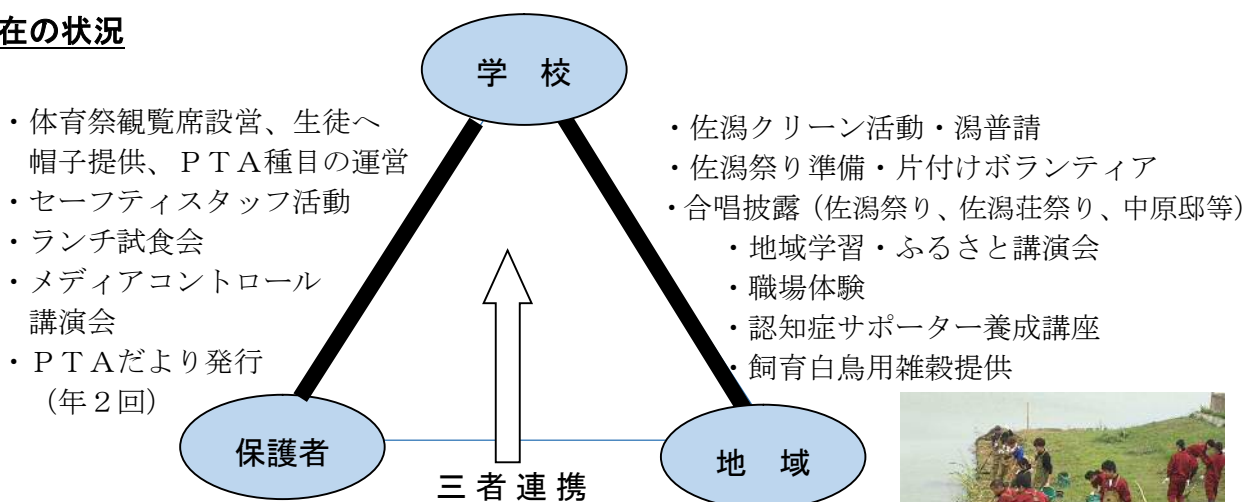 在の状況
学　校
・体育祭観覧席設営、生徒へ
帽子提供、ＰＴＡ種目の運営
・セーフティスタッフ活動
・ランチ試食会
・メディアコントロール
講演会
・ＰＴＡだより発行
（年２回）
・佐潟クリーン活動・潟普請
・佐潟祭り準備・片付けボランティア
・合唱披露（佐潟祭り、佐潟荘祭り、中原邸等）
・地域学習・ふるさと講演会
・職場体験
・認知症サポーター養成講座
・飼育白鳥用雑穀提供
保護者
地　域
三者連携